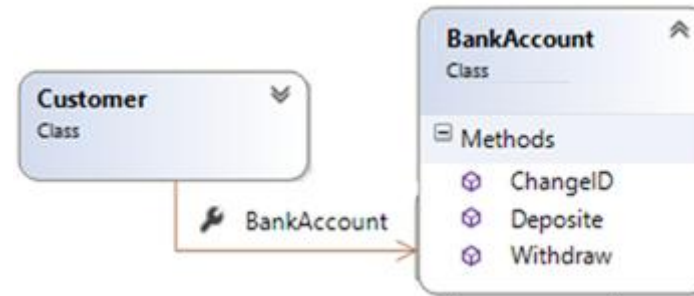 Customer
Class
BankAccount
BankAccount
Class
Methods
ChangeID
Deposite
Withdraw